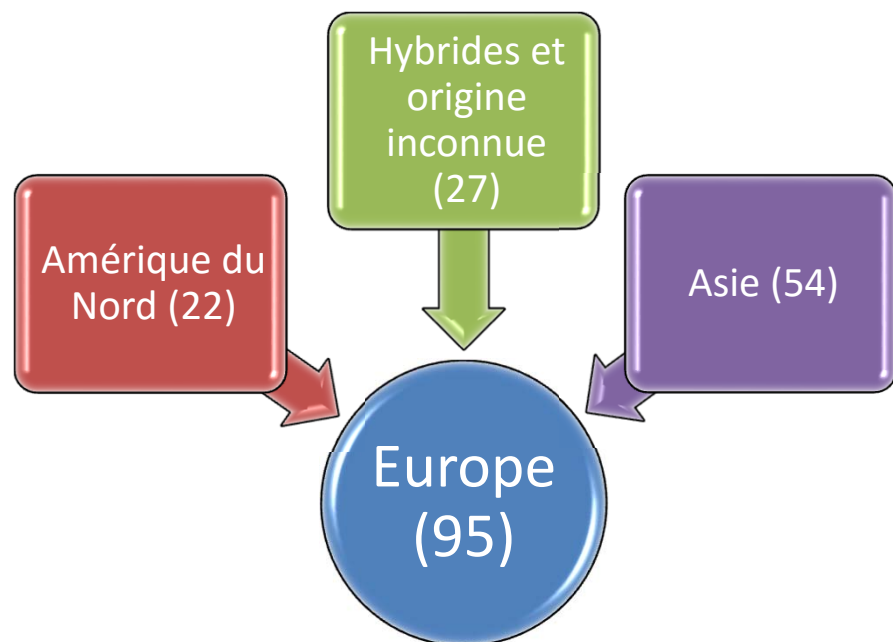 Hybrides et
origine
inconnue
(27)
Amérique du
Nord (22)
Asie (54)
Europe
(95)